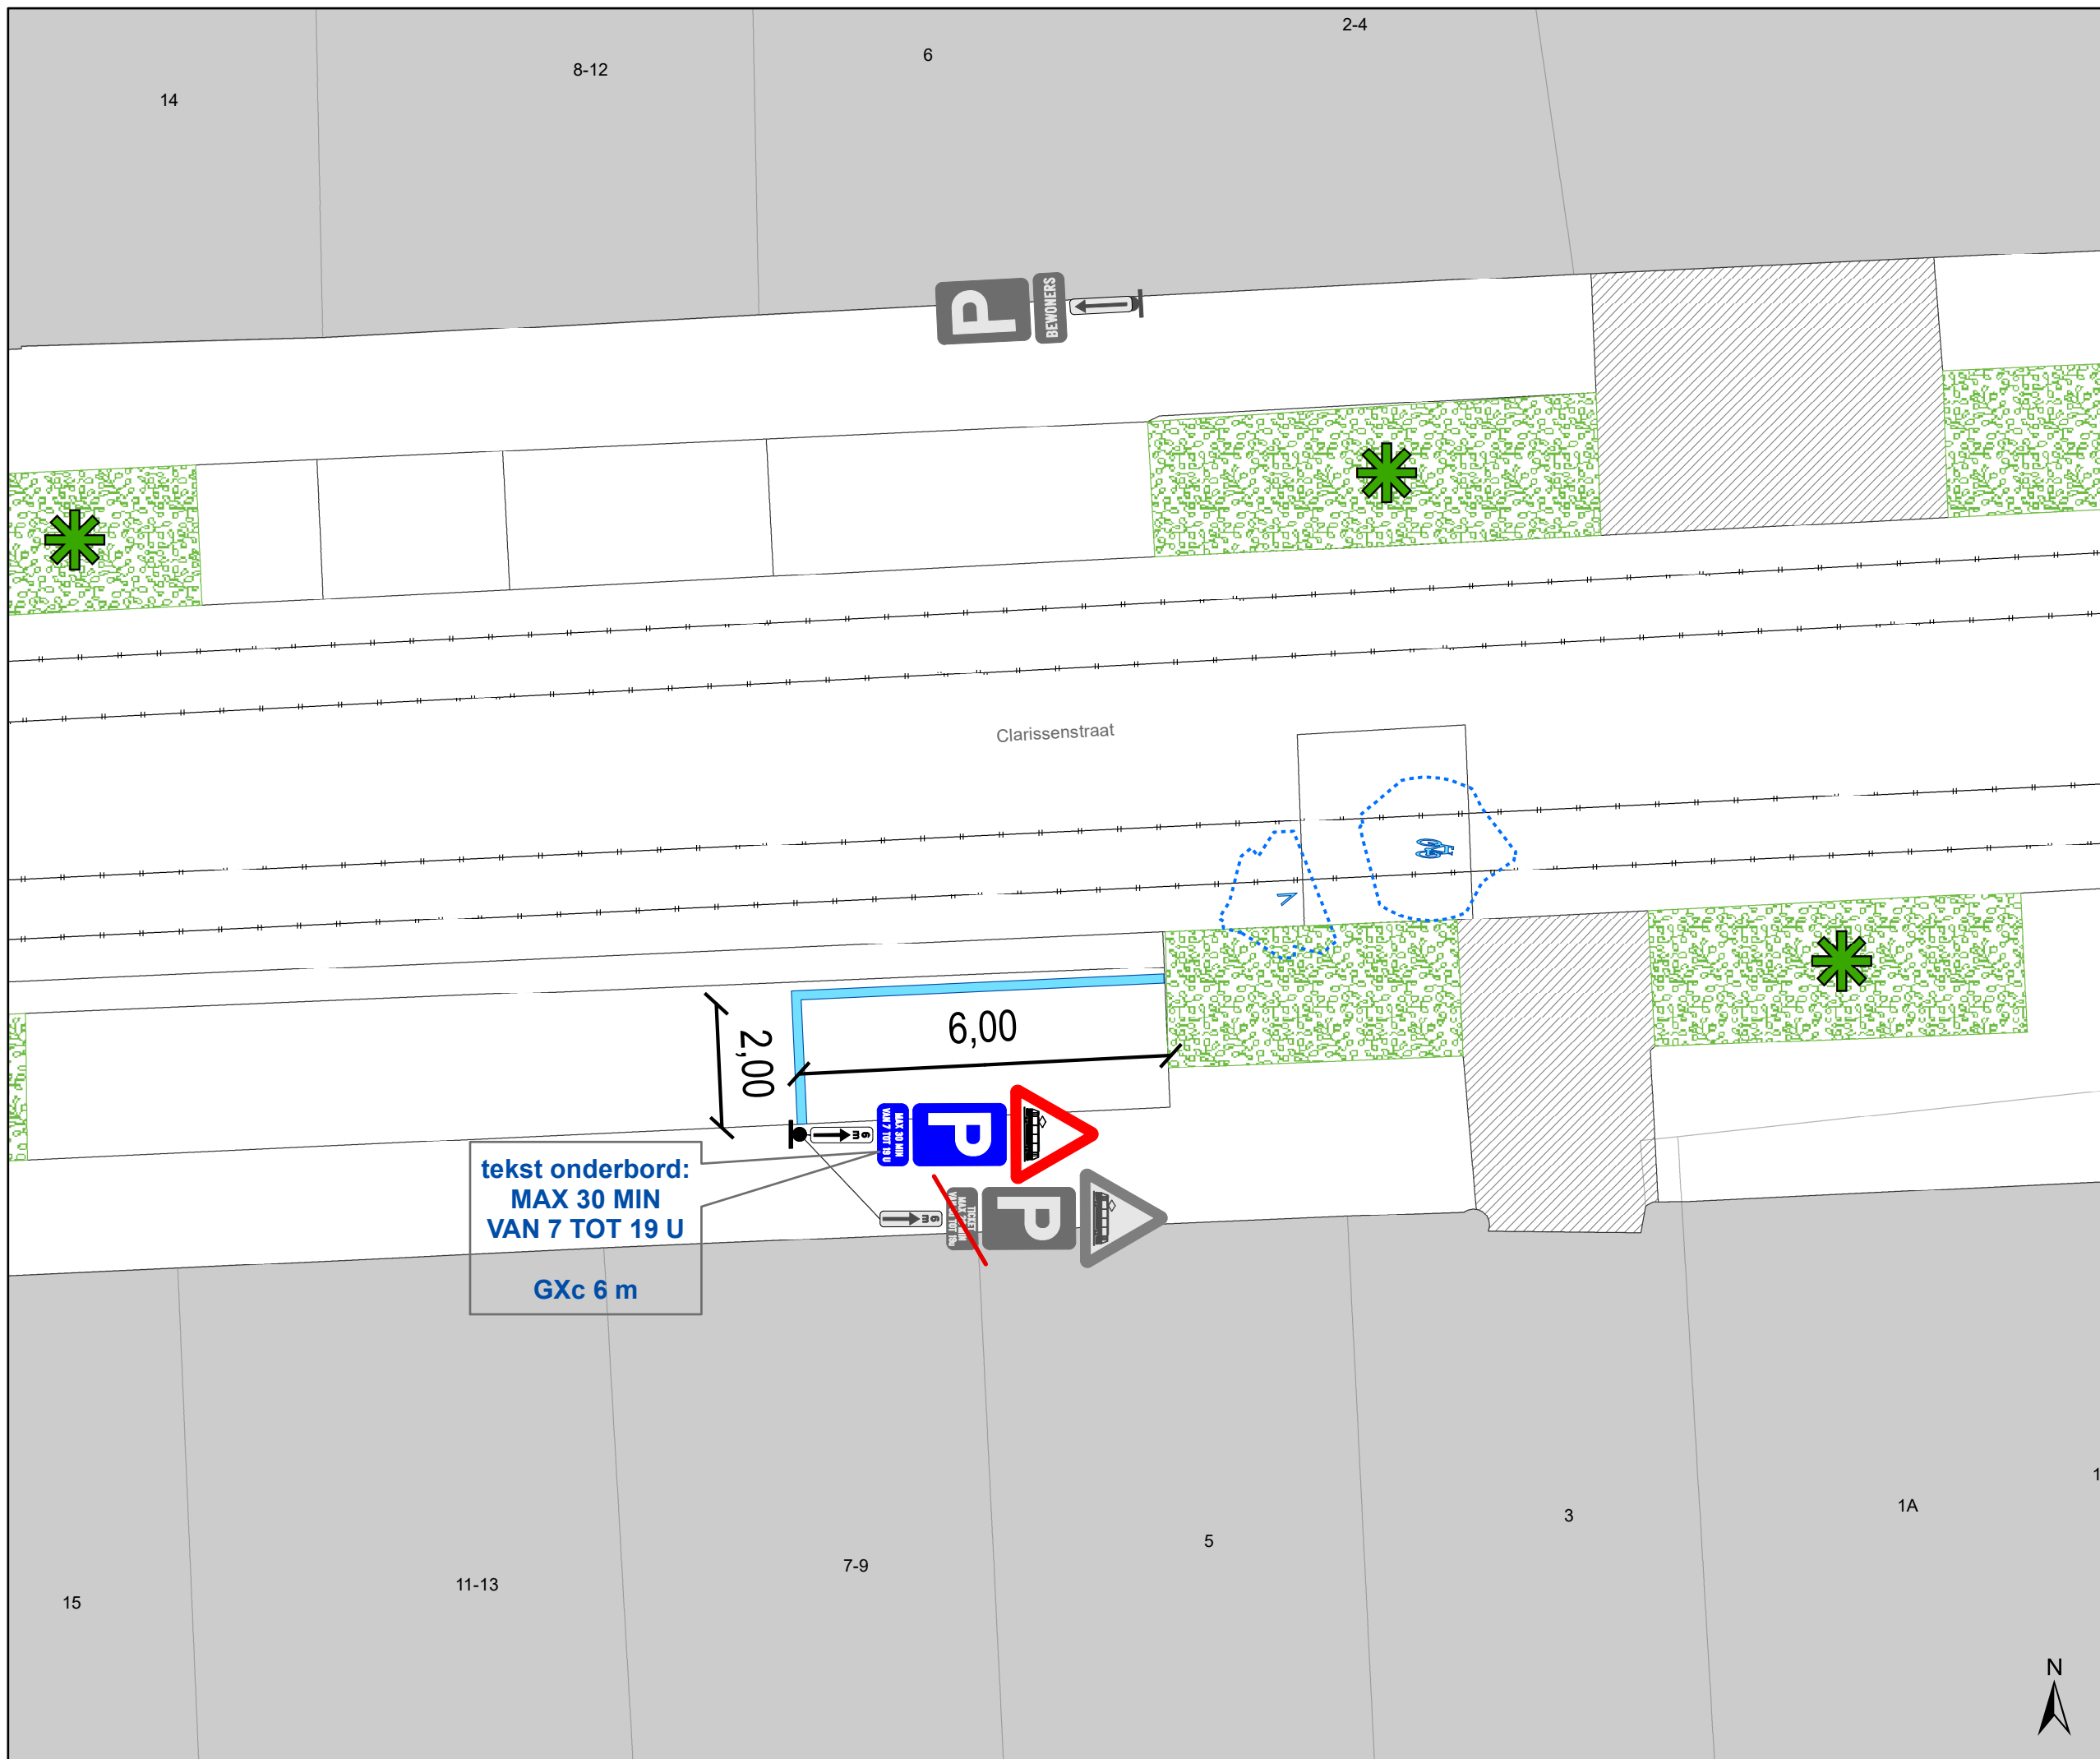 2-4
6
8-12
14
P
BEWONERS
Clarissenstraat
6,00
2,00
6 m
MAX 30 MIN
VAN 7 TOT 19 U
P
tekst onderbord:
MAX 30 MIN
VAN 7 TOT 19 U
GXc 6 m
6 m
TICKET
P
1
1A
3
5
7-9
11-13
15
N